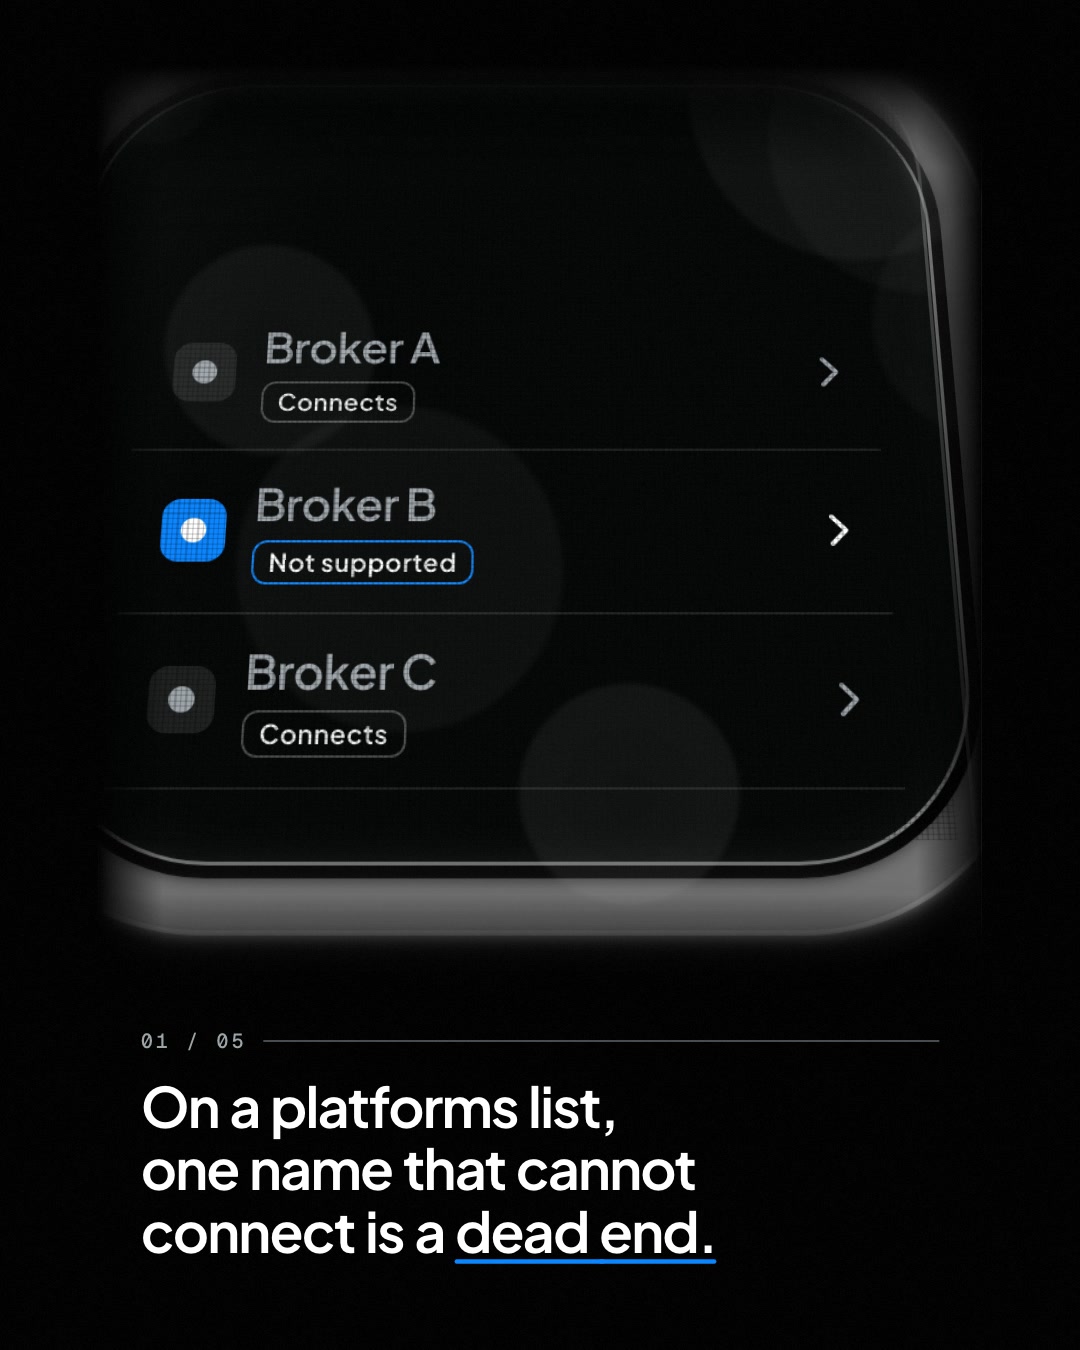 Broker A
Connects
Broker B
Not supported
Broker C
Connects
01 / 05
On a platforms list,
one name that cannot
connect is a dead end.